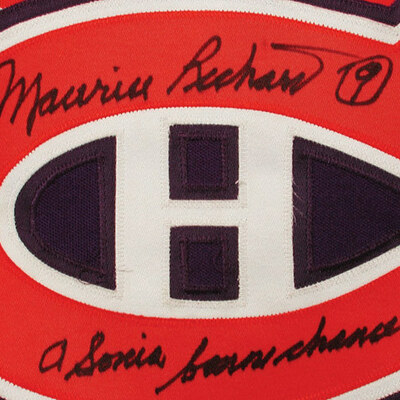 Maurice Richard 9
H
a Sonia bonne chance